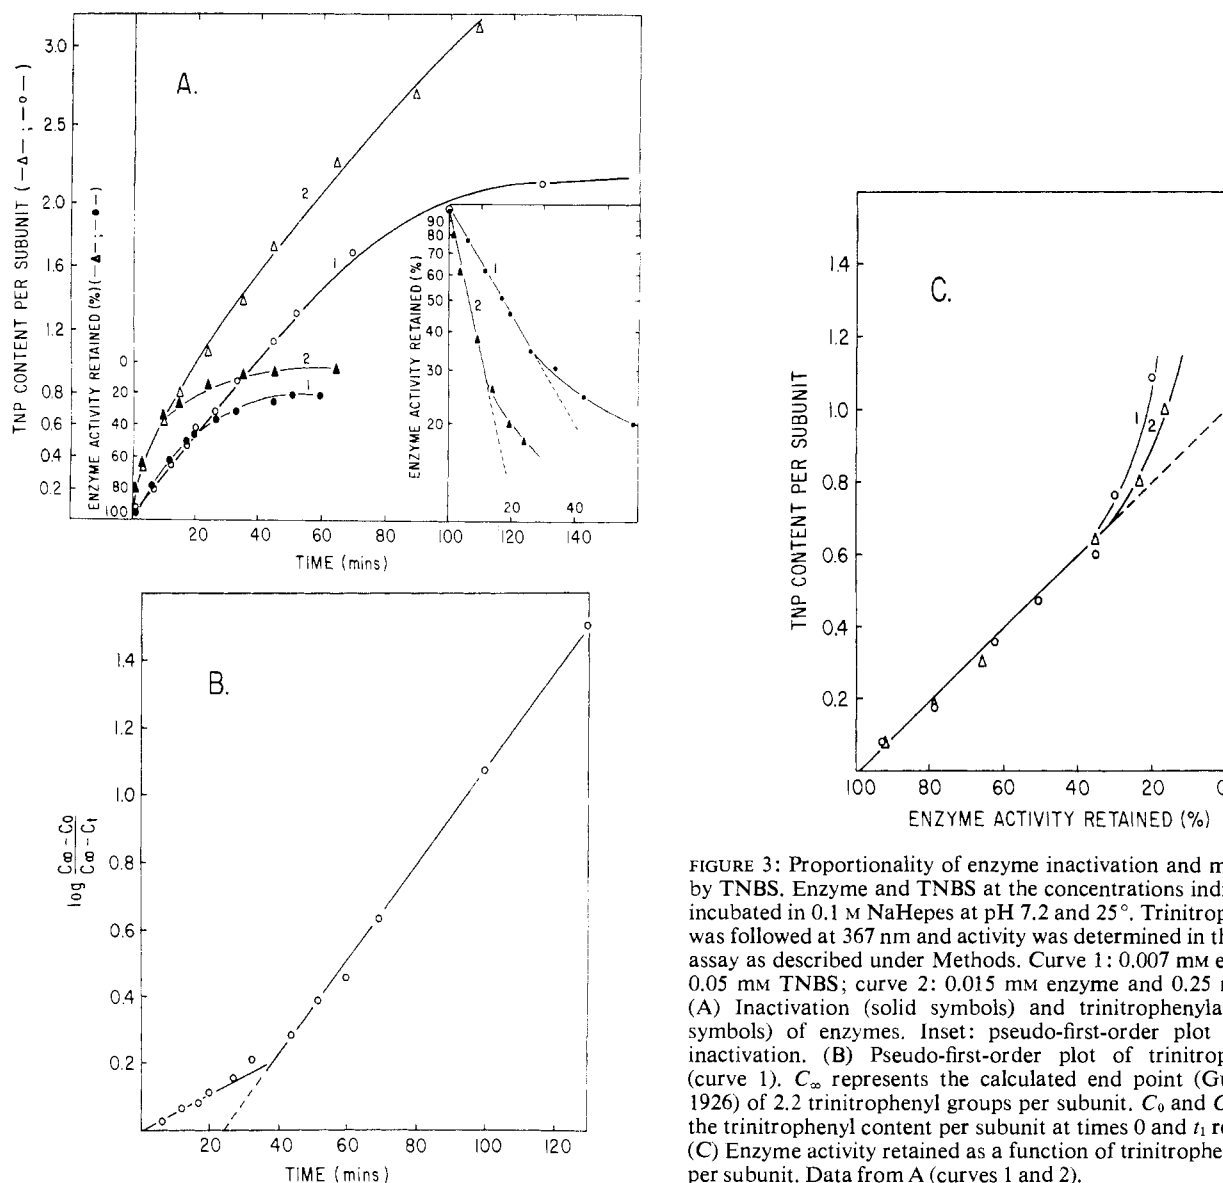 A.
TNP CONTENT PER SUBUNIT (—△—;—○—)
ENZYME ACTIVITY RETAINED (%)(—▲—;—●—)
3.0
2.4
2.0
1.6
1.2
0.8
0.6
0.4
0.2
0
20
40
60
80
100
2
1
2
1
20
40
60
80
100
120
140
TIME (mins)
ENZYME ACTIVITY RETAINED (%)
90
80
70
60
50
40
30
20
1
2
20
40
B.
log C∞ – C0 / C∞ – Ct
1.4
1.2
1.0
0.8
0.6
0.4
0.2
20
40
60
80
100
120
TIME (mins)
C.
TNP CONTENT PER SUBUNIT
1.4
1.2
1.0
0.8
0.6
0.4
0.2
1
2
100
80
60
40
20
0
ENZYME ACTIVITY RETAINED (%)
FIGURE 3: Proportionality of enzyme inactivation and m
by TNBS. Enzyme and TNBS at the concentrations indi
incubated in 0.1 M NaHepes at pH 7.2 and 25°. Trinitrop
was followed at 367 nm and activity was determined in th
assay as described under Methods. Curve 1: 0.007 mM e
0.05 mM TNBS; curve 2: 0.015 mM enzyme and 0.25 m
(A) Inactivation (solid symbols) and trinitrophenyla
symbols) of enzymes. Inset: pseudo-first-order plot
inactivation. (B) Pseudo-first-order plot of trinitrop
(curve 1). C∞ represents the calculated end point (Gu
1926) of 2.2 trinitrophenyl groups per subunit. C0 and C
the trinitrophenyl content per subunit at times 0 and t1 re
(C) Enzyme activity retained as a function of trinitrophe
per subunit. Data from A (curves 1 and 2).